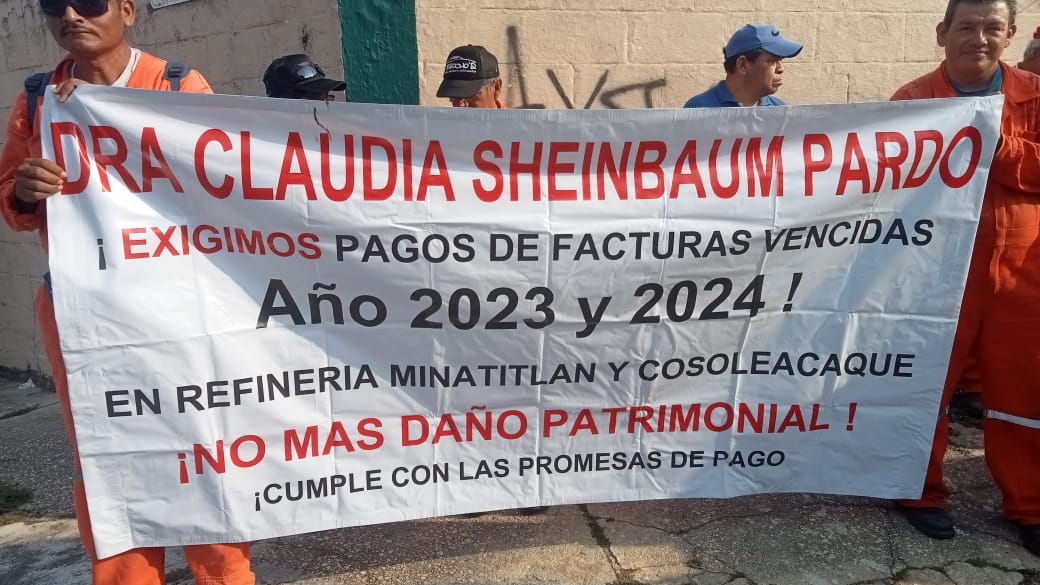 DRA CLAUDIA SHEINBAUM PARDO
¡ EXIGIMOS PAGOS DE FACTURAS VENCIDAS
Año 2023 y 2024 !
EN REFINERIA MINATITLAN Y COSOLEACAQUE
¡NO MAS DAÑO PATRIMONIAL !
¡CUMPLE CON LAS PROMESAS DE PAGO